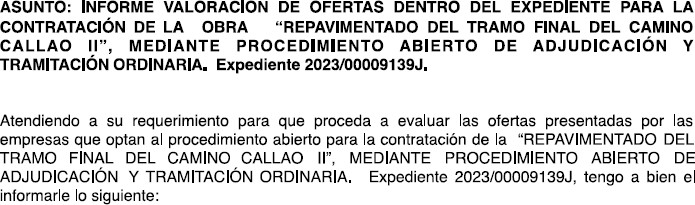 ASUNTO: INFORME VALORACIÓN DE OFERTAS DENTRO DEL EXPEDIENTE PARA LA
CONTRATACIÓN DE LA OBRA “REPAVIMENTADO DEL TRAMO FINAL DEL CAMINO
CALLAO II”, MEDIANTE PROCEDIMIENTO ABIERTO DE ADJUDICACIÓN Y
TRAMITACIÓN ORDINARIA. Expediente 2023/00009139J.
Atendiendo a su requerimiento para que proceda a evaluar las ofertas presentadas por las
empresas que optan al procedimiento abierto para la contratación de la “REPAVIMENTADO DEL
TRAMO FINAL DEL CAMINO CALLAO II”, MEDIANTE PROCEDIMIENTO ABIERTO DE
ADJUDICACIÓN Y TRAMITACIÓN ORDINARIA. Expediente 2023/00009139J, tengo a bien el
informarle lo siguiente: